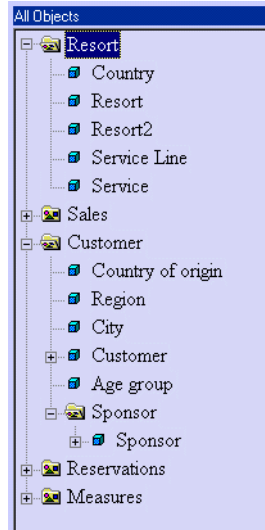 All Objects
Resort
Country
Resort
Resort2
Service Line
Service
Sales
Customer
Country of origin
Region
City
Customer
Age group
Sponsor
Sponsor
Reservations
Measures